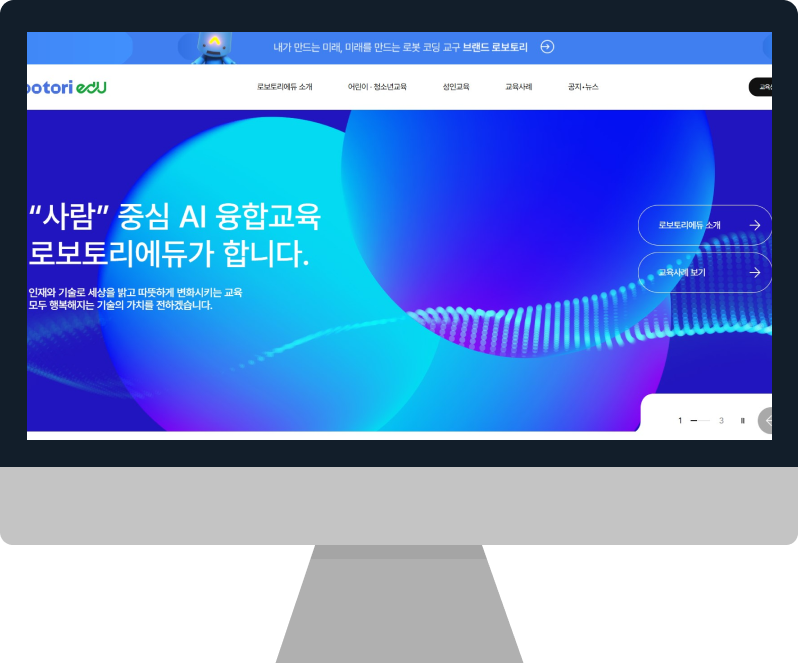 내가 만드는 미래, 미래를 만드는 로봇 코딩 교구 브랜드 로보토리
otori edu
로보토리에듀 소개
어린이 · 청소년교육
성인교육
교육사례
공지•뉴스
“사람” 중심 AI 융합교육
로보토리에듀가 합니다.
인재와 기술로 세상을 밝고 따뜻하게 변화시키는 교육
모두 행복해지는 기술의 가치를 전하겠습니다.
로보토리에듀 소개
교육사례 보기
1
3